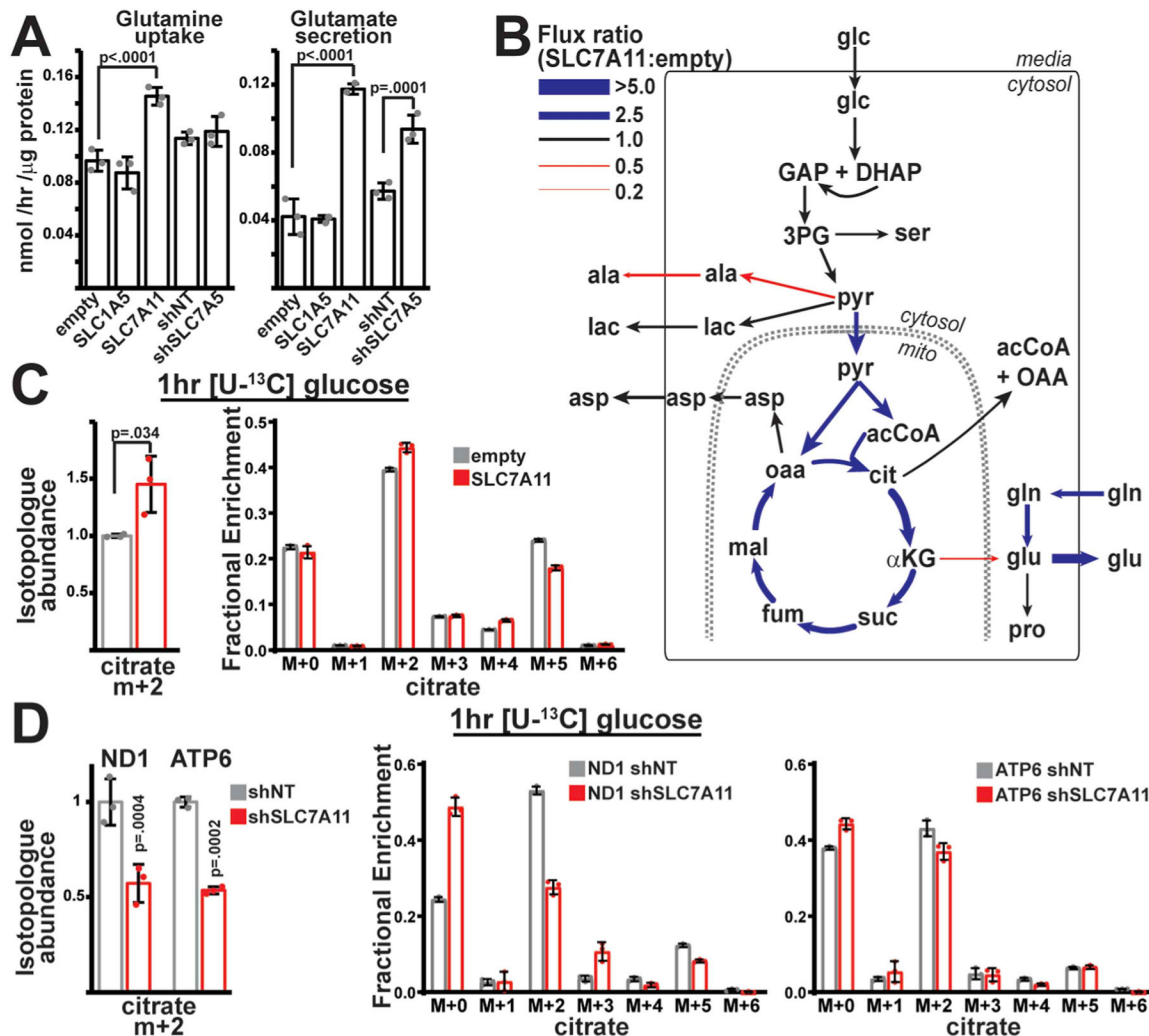 A
Glutamine
uptake
Glutamate
secretion
nmol /hr /µg protein
p<.0001
0.16
0.12
0.08
empty
SLC1A5
SLC7A11
shNT
shSLC7A5
p<.0001
p=.0001
0.12
0.08
0.04
empty
SLC1A5
SLC7A11
shNT
shSLC7A5
B
Flux ratio
(SLC7A11:empty)
>5.0
2.5
1.0
0.5
0.2
glc
media
cytosol
glc
GAP + DHAP
3PG
ser
ala
ala
pyr
lac
lac
cytosol
mito
pyr
acCoA
+ OAA
asp
asp
asp
acCoA
oaa
cit
gln
gln
mal
αKG
glu
glu
fum
suc
pro
C
1hr [U-¹³C] glucose
Isotopologue
abundance
p=.034
1.5
1.0
0.5
citrate
m+2
Fractional Enrichment
0.5
0.4
0.3
0.2
0.1
0.0
empty
SLC7A11
M+0
M+1
M+2
M+3
M+4
M+5
M+6
citrate
D
1hr [U-¹³C] glucose
ND1
ATP6
Isotopologue
abundance
1
0.5
p=.0004
p=.0002
shNT
shSLC7A11
citrate
m+2
Fractional Enrichment
0.6
0.4
0.2
0.0
ND1 shNT
ND1 shSLC7A11
M+0
M+1
M+2
M+3
M+4
M+5
M+6
citrate
0.6
0.4
0.2
0.0
ATP6 shNT
ATP6 shSLC7A11
M+0
M+1
M+2
M+3
M+4
M+5
M+6
citrate